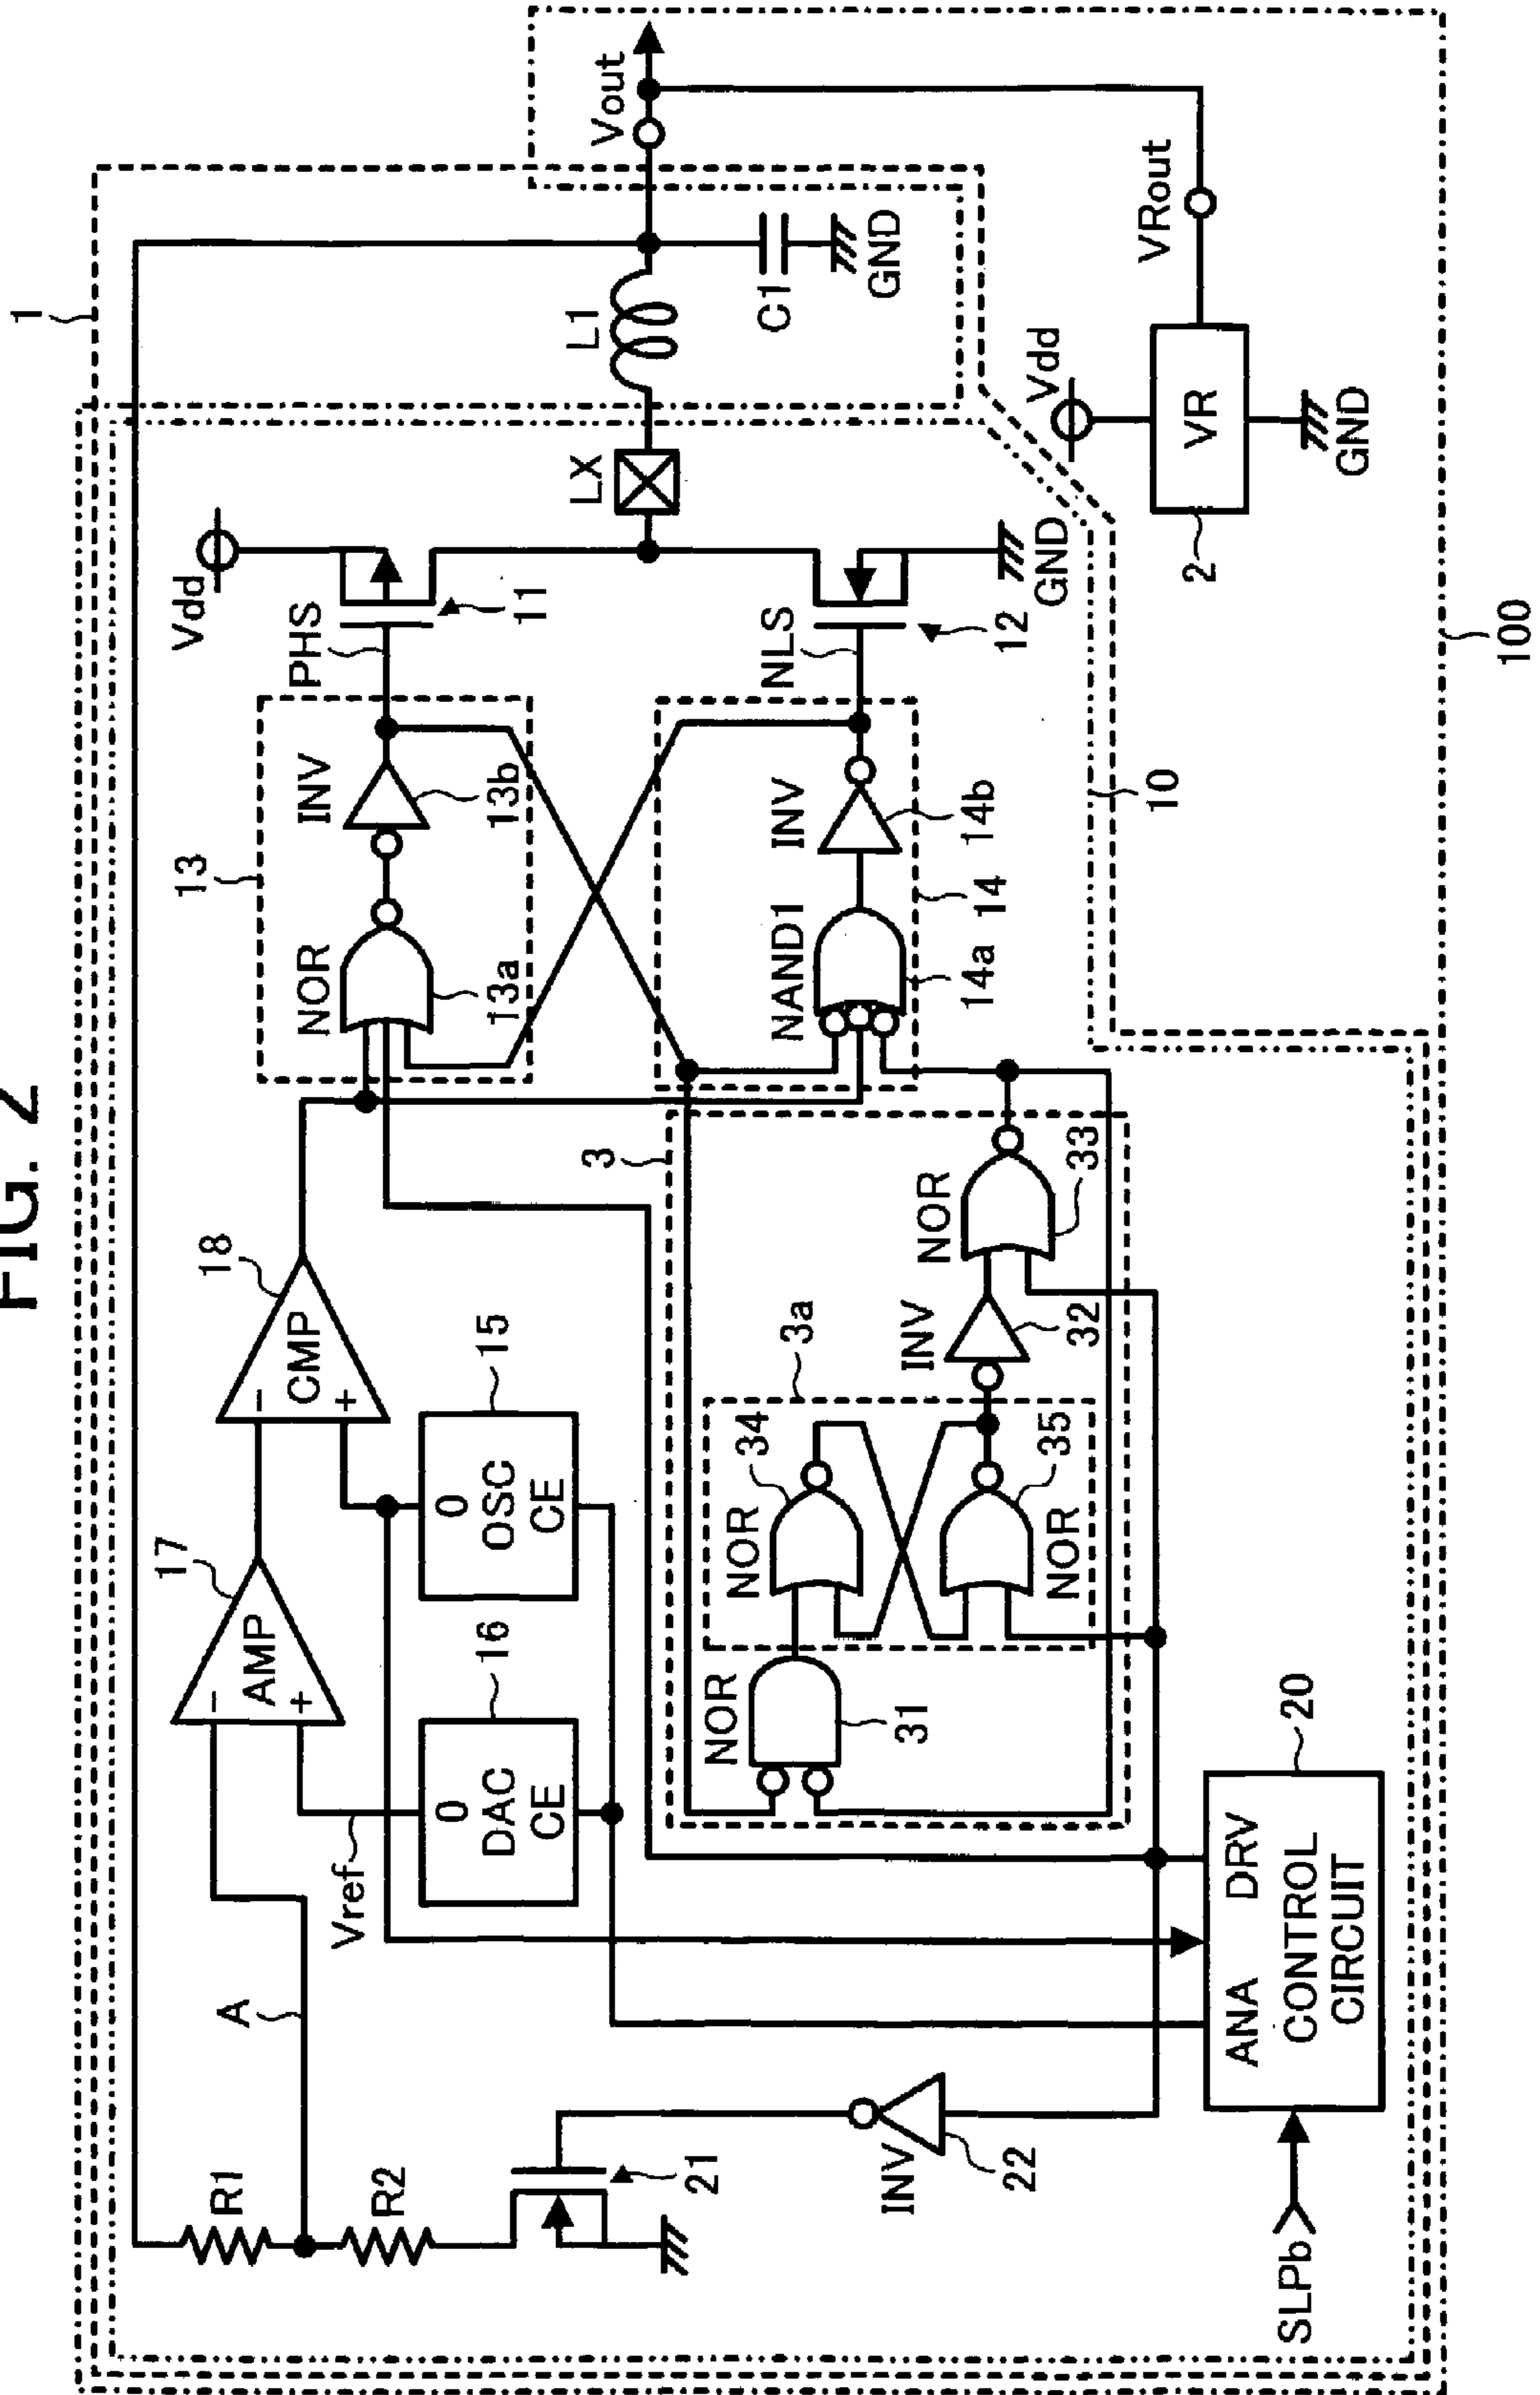 FIG. 2
1
Vdd
PHS
11
LX
L1
C1
GND
Vout
VRout
Vdd
VR
2
GND
100
10
NLS
12
GND
13
NOR
13a
INV
13b
NAND1
14a
INV
14b
14
18
CMP
-
+
17
AMP
-
+
15
O
OSC
CE
16
O
DAC
CE
Vref
A
R1
R2
21
INV
22
3
3a
NOR
31
NOR
34
NOR
35
INV
32
NOR
33
20
ANA DRV
CONTROL
CIRCUIT
SLPb